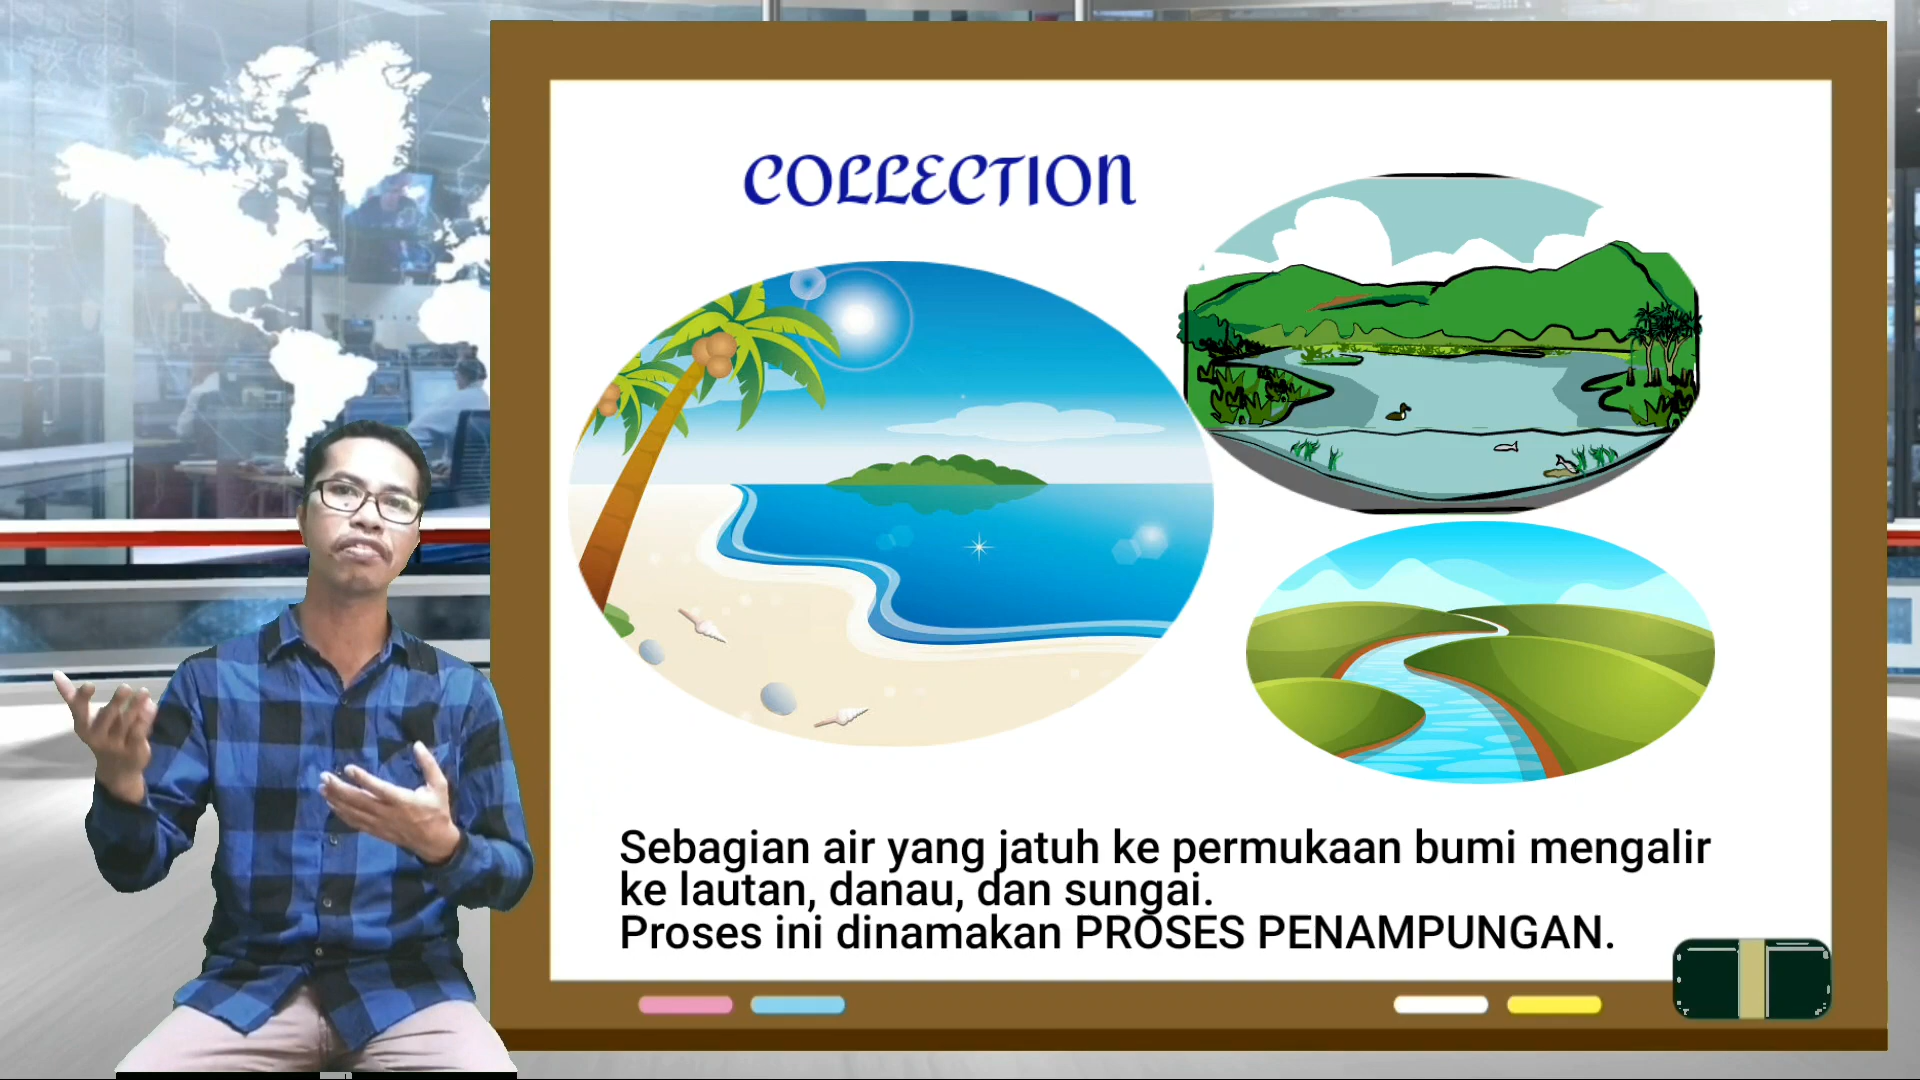 COLLECTION
Sebagian air yang jatuh ke permukaan bumi mengalir
ke lautan, danau, dan sungai.
Proses ini dinamakan PROSES PENAMPUNGAN.